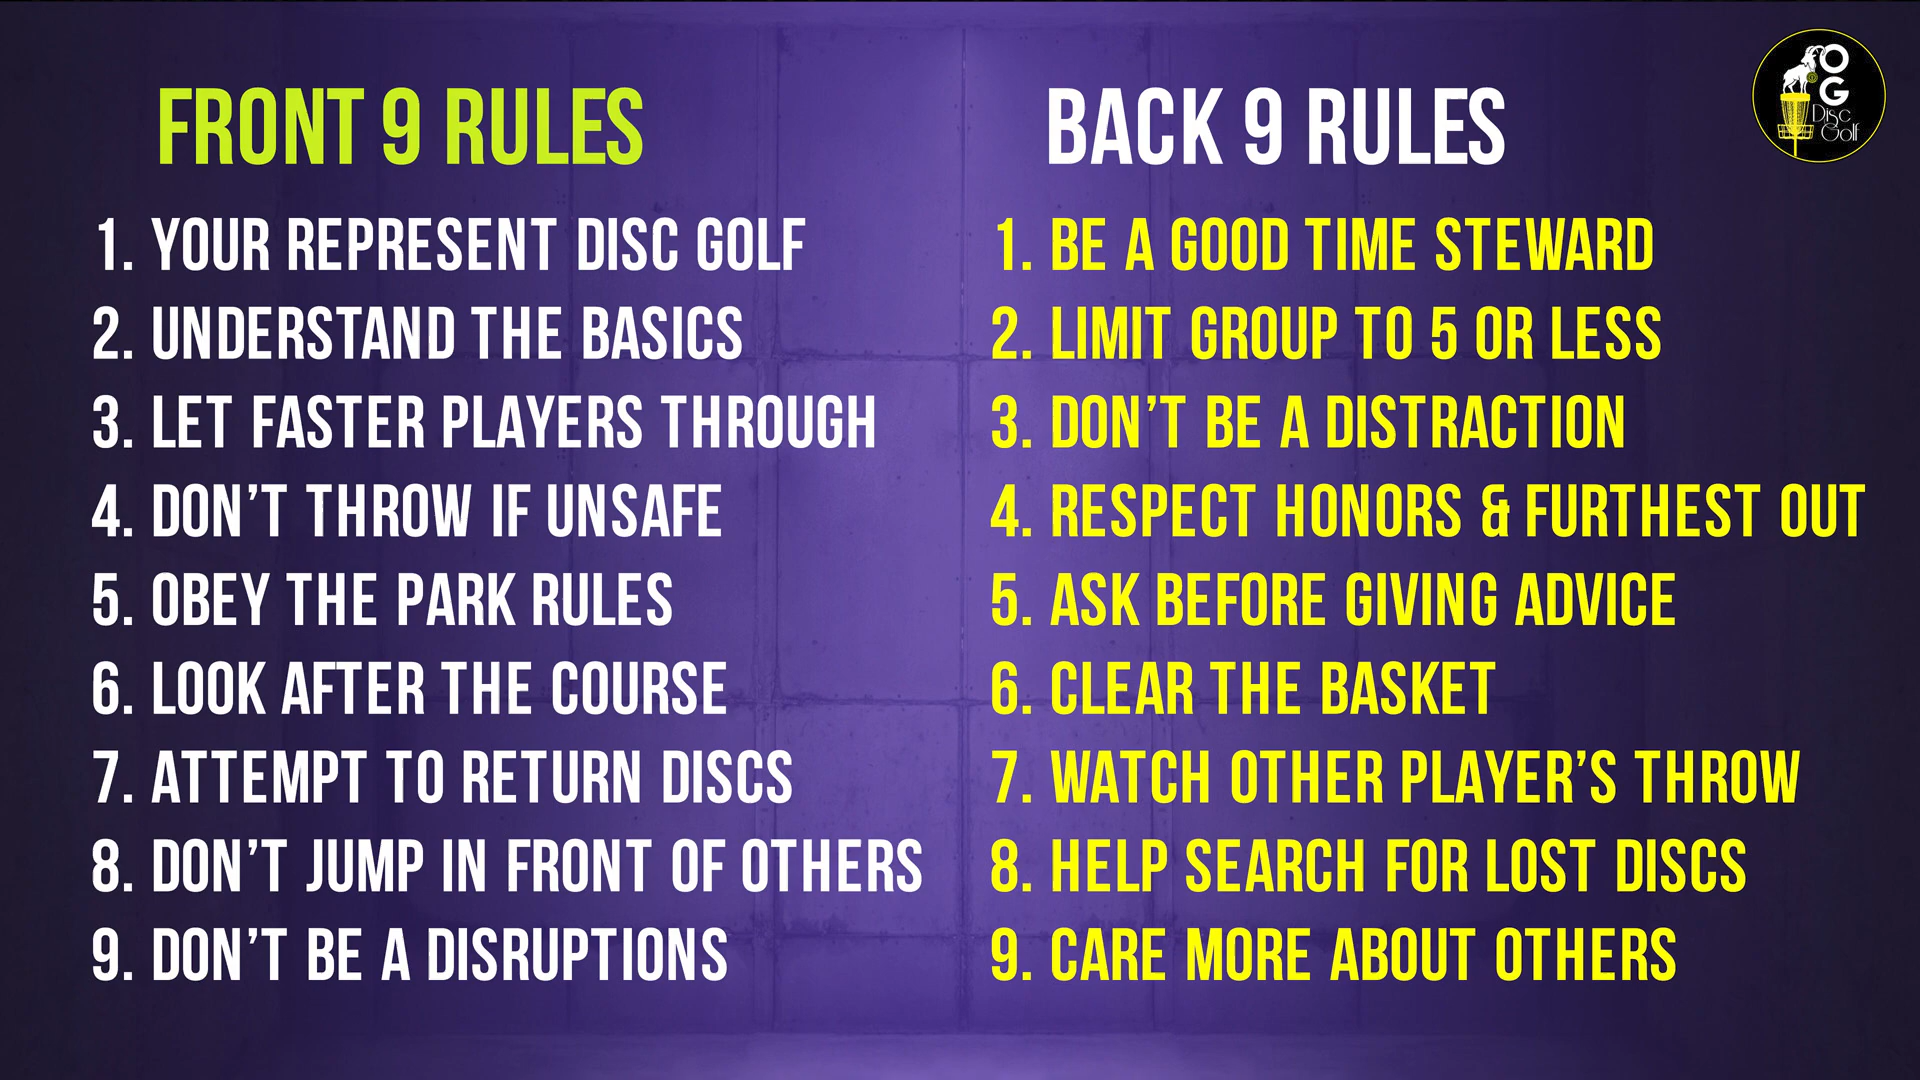 FRONT 9 RULES
1. YOUR REPRESENT DISC GOLF
2. UNDERSTAND THE BASICS
3. LET FASTER PLAYERS THROUGH
4. DON'T THROW IF UNSAFE
5. OBEY THE PARK RULES
6. LOOK AFTER THE COURSE
7. ATTEMPT TO RETURN DISCS
8. DON'T JUMP IN FRONT OF OTHERS
9. DON'T BE A DISRUPTIONS
BACK 9 RULES
1. BE A GOOD TIME STEWARD
2. LIMIT GROUP TO 5 OR LESS
3. DON'T BE A DISTRACTION
4. RESPECT HONORS & FURTHEST OUT
5. ASK BEFORE GIVING ADVICE
6. CLEAR THE BASKET
7. WATCH OTHER PLAYER'S THROW
8. HELP SEARCH FOR LOST DISCS
9. CARE MORE ABOUT OTHERS
O
G
Disc
Golf